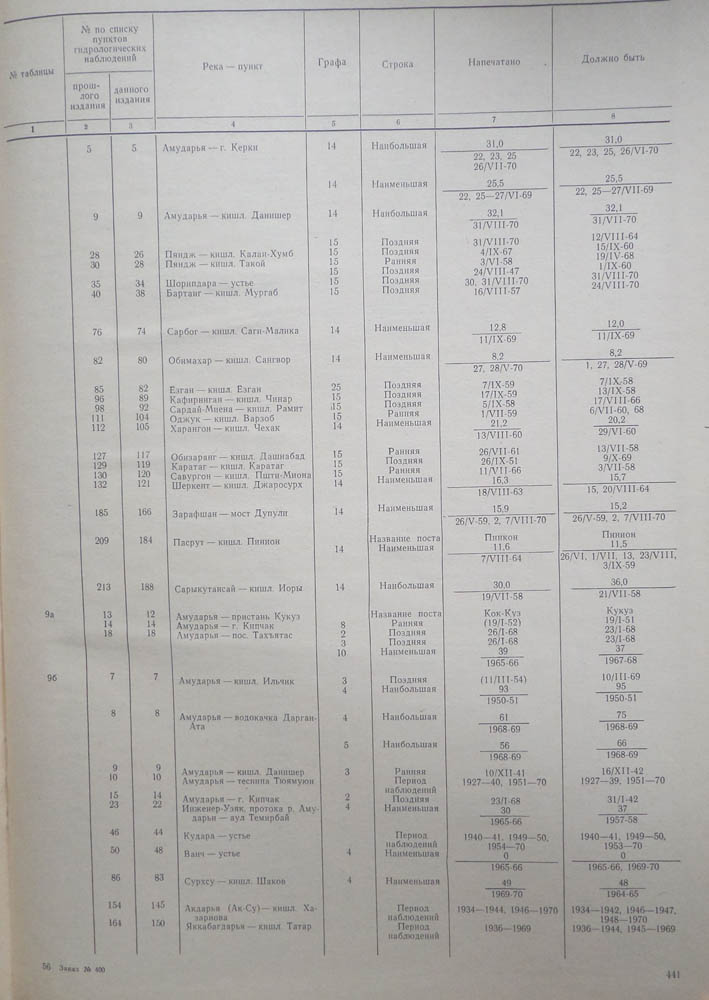 № таблицы № по списку пунктов гидрологических наблюдений Река — пункт Графа Строка Напечатано Должно быть
прошлого издания данного издания
1 2 3 4 5 6 7 8
5 5 Амударья — г. Керки 14 Наибольшая 31,0 31,0
22, 23, 25 22, 23, 25, 26/VI-70
26/VII-70
14 Наименьшая 25,5 25,5
22, 25—27/VI-69 22, 25—27/VII-69
9 9 Амударья — кишл. Данишер 14 Наибольшая 32,1 32,1
31/VIII-70 31/VII-70
15 Поздняя 31/VIII-70 12/VIII-64
28 26 Пяндж — кишл. Калаи-Хумб 15 Поздняя 4/IX-67 15/IX-60
30 28 Пяндж — кишл. Такой 15 Ранняя 3/VI-58 19/IV-68
15 Поздняя 24/VIII-47 1/IX-60
35 34 Шорипдара — устье 15 Поздняя 30, 31/VIII-70 31/VIII-70
40 38 Бартанг — кишл. Мургаб 15 Поздняя 16/VIII-57 24/VIII-70
76 74 Сарбог — кишл. Саги-Малика 14 Наименьшая 12,8 12,0
11/IX-69 11/IX-69
82 80 Обимахар — кишл. Сангвор 14 Наименьшая 8,2 8,2
27, 28/V-70 1, 27, 28/V-69
85 82 Ёзган — кишл. Ёзган 25 Поздняя 7/IX-59 7/IX-58
96 89 Кафирниган — кишл. Чинар 15 Поздняя 17/IX-59 13/IX-58
98 92 Сардай-Миена — кишл. Рамит 15 Поздняя 5/IX-58 17/VIII-66
111 104 Оджук — кишл. Варзоб 15 Ранняя 1/VII-59 6/VII-60, 68
112 105 Харангон — кишл. Чехак 14 Наименьшая 21,2 20,2
13/VIII-60 29/VI-60
127 117 Обизаранг — кишл. Дашнабад 15 Ранняя 26/VII-61 13/VII-58
129 119 Каратаг — кишл. Каратаг 15 Поздняя 26/IX-51 9/X-69
130 120 Савургон — кишл. Пшти-Миона 15 Ранняя 11/VII-66 3/VII-58
132 121 Шеркент — кишл. Джаросурх 14 Наименьшая 16,3 15,7
18/VIII-63 15, 20/VIII-64
185 166 Зарафшан — мост Дупули 14 Наименьшая 15,9 15,2
26/V-59, 2, 7/VIII-70 26/V-59, 2, 7/VIII-70
209 184 Пасрут — кишл. Пинион Название поста Пинкон Пинион
14 Наименьшая 11,6 11,5
7/VIII-64 26/VI, 1/VII, 13, 23/VIII,
3/IX-59
213 188 Сарыкутансай — кишл. Иоры 14 Наибольшая 30,0 36,0
19/VII-58 21/VII-58
9а 13 12 Амударья — пристань Кукуз Название поста Кок-Куз Кукуз
14 14 Амударья — г. Кипчак 8 Ранняя (19/I-52) 19/I-51
18 18 Амударья — пос. Тахъятас 2 Поздняя 26/I-68 23/I-68
3 Поздняя 26/I-68 23/I-68
10 Наименьшая 39 37
1965-66 1967-68
9б 7 7 Амударья — кишл. Ильчик 3 Поздняя (11/III-54) 10/III-69
4 Наибольшая 93 95
1950-51 1950-51
8 8 Амударья — водокачка Дарган-Ата 4 Наибольшая 61 75
1968-69 1968-69
5 Наибольшая 56 66
1968-69 1968-69
9 9 Амударья — кишл. Данишер 3 Ранняя 10/XII-41 16/XII-42
10 10 Амударья — теснина Тюямуюн Период наблюдений 1927—40, 1951—70 1927—39, 1951—70
15 14 Амударья — г. Кипчак 2 Поздняя 23/I-68 31/I-42
23 22 Инженер-Узяк, протока р. Амударьи — аул Темирбай 4 Наименьшая 30 37
1965-66 1957-58
46 44 Кудара — устье Период наблюдений 1940—41, 1949—50, 1954—70 1940—41, 1949—50, 1953—70
50 48 Ванч — устье 4 Наименьшая 0 0
1965-66 1965-66, 1969-70
86 83 Сурхсу — кишл. Шаков 4 Наименьшая 49 48
1969-70 1964-65
154 145 Акдарья (Ак-Су) — кишл. Хазарнова Период наблюдений 1934—1944, 1946—1970 1934—1942, 1946—1947, 1948—1970
164 150 Яккабагдарья — кишл. Татар Период наблюдений 1936—1969 1936—1944, 1945—1969
56 Заказ № 400 441